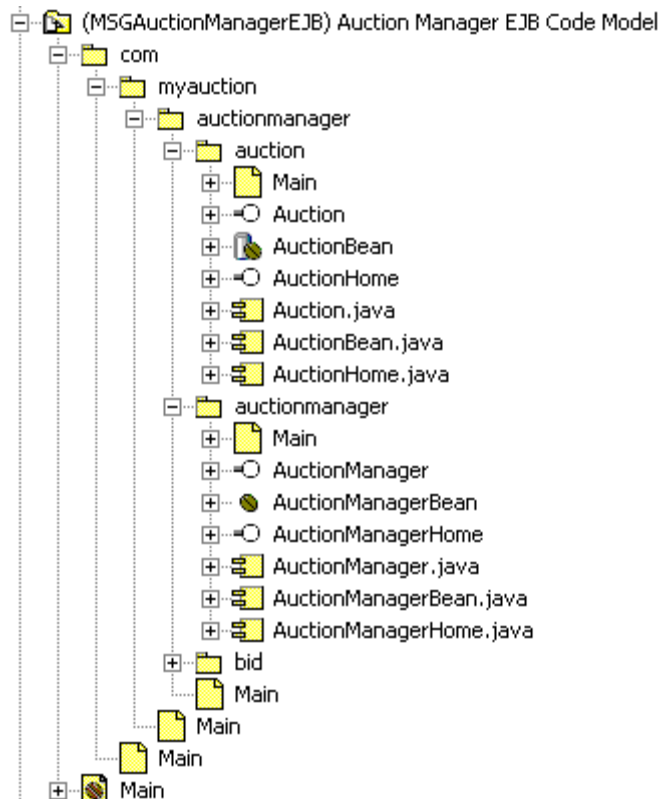 (MSGAuctionManagerEJB) Auction Manager EJB Code Model
com
myauction
auctionmanager
auction
Main
Auction
AuctionBean
AuctionHome
Auction.java
AuctionBean.java
AuctionHome.java
auctionmanager
Main
AuctionManager
AuctionManagerBean
AuctionManagerHome
AuctionManager.java
AuctionManagerBean.java
AuctionManagerHome.java
bid
Main
Main
Main
Main